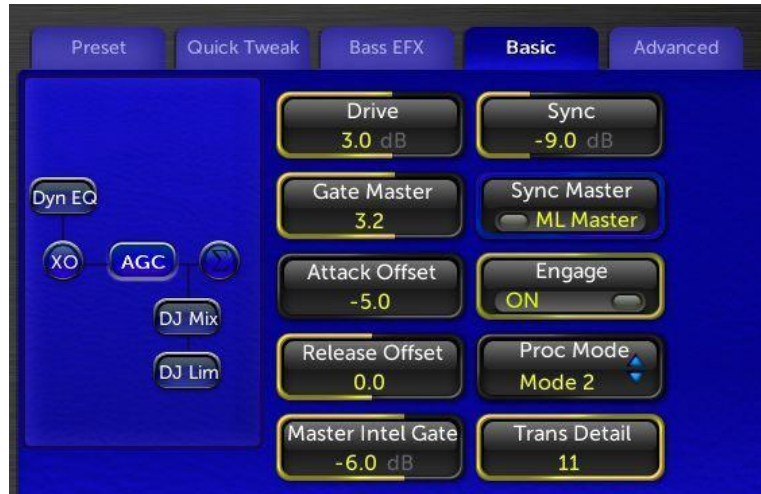 Preset
Quick Tweak
Bass EFX
Basic
Advanced
Dyn EQ
XO
AGC
Σ
DJ Mix
DJ Lim
Drive
3.0 dB
Sync
-9.0 dB
Gate Master
3.2
Sync Master
ML Master
Attack Offset
-5.0
Engage
ON
Release Offset
0.0
Proc Mode
Mode 2
Master Intel Gate
-6.0 dB
Trans Detail
11